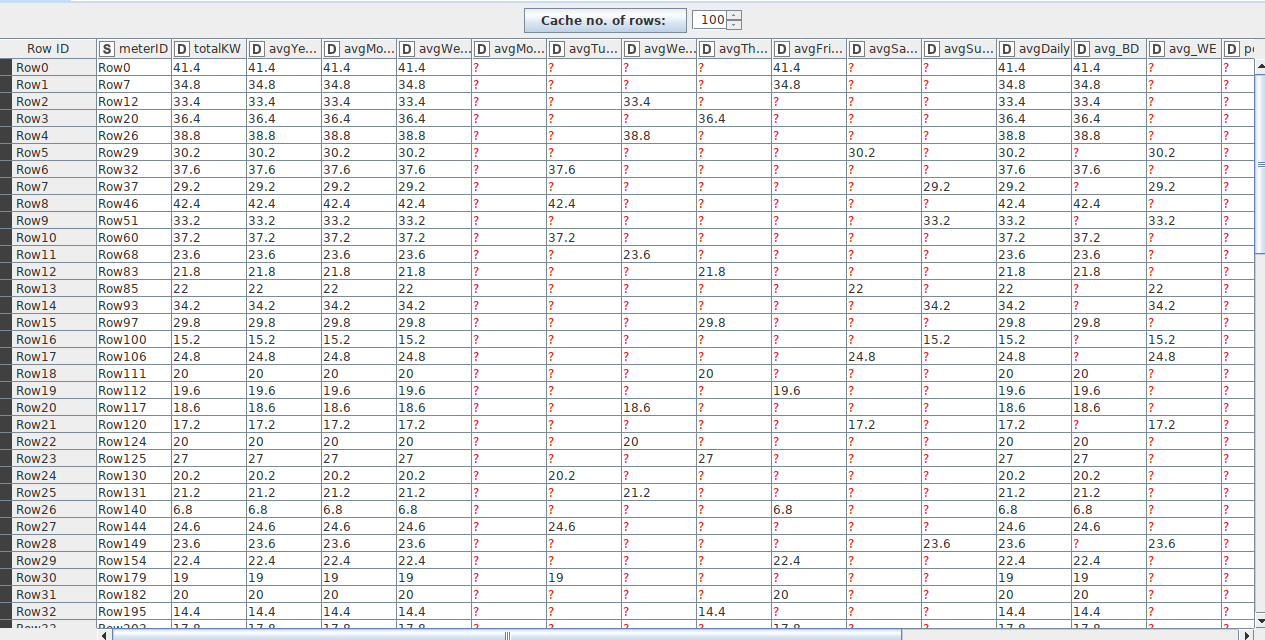 Cache no. of rows: 100
Row ID S meterID D totalKW D avgYe... D avgMo... D avgWe... D avgMo... D avgTu... D avgWe... D avgTh... D avgFri... D avgSa... D avgSu... D avgDaily D avg_BD D avg_WE D
Row0 Row0 41.4 41.4 41.4 41.4 ? ? ? ? 41.4 ? ? 41.4 41.4 ? ?
Row1 Row7 34.8 34.8 34.8 34.8 ? ? ? ? 34.8 ? ? 34.8 34.8 ? ?
Row2 Row12 33.4 33.4 33.4 33.4 ? ? 33.4 ? ? ? ? 33.4 33.4 ? ?
Row3 Row20 36.4 36.4 36.4 36.4 ? ? ? 36.4 ? ? ? 36.4 36.4 ? ?
Row4 Row26 38.8 38.8 38.8 38.8 ? ? 38.8 ? ? ? ? 38.8 38.8 ? ?
Row5 Row29 30.2 30.2 30.2 30.2 ? ? ? ? ? 30.2 ? 30.2 ? 30.2 ?
Row6 Row32 37.6 37.6 37.6 37.6 ? 37.6 ? ? ? ? ? 37.6 37.6 ? ?
Row7 Row37 29.2 29.2 29.2 29.2 ? ? ? ? ? ? 29.2 29.2 ? 29.2 ?
Row8 Row46 42.4 42.4 42.4 42.4 ? 42.4 ? ? ? ? ? 42.4 42.4 ? ?
Row9 Row51 33.2 33.2 33.2 33.2 ? ? ? ? ? ? 33.2 33.2 ? 33.2 ?
Row10 Row60 37.2 37.2 37.2 37.2 ? 37.2 ? ? ? ? ? 37.2 37.2 ? ?
Row11 Row68 23.6 23.6 23.6 23.6 ? ? 23.6 ? ? ? ? 23.6 23.6 ? ?
Row12 Row83 21.8 21.8 21.8 21.8 ? ? ? 21.8 ? ? ? 21.8 21.8 ? ?
Row13 Row85 22 22 22 22 ? ? ? ? ? 22 ? 22 ? 22 ?
Row14 Row93 34.2 34.2 34.2 34.2 ? ? ? ? ? ? 34.2 34.2 ? 34.2 ?
Row15 Row97 29.8 29.8 29.8 29.8 ? ? ? 29.8 ? ? ? 29.8 29.8 ? ?
Row16 Row100 15.2 15.2 15.2 15.2 ? ? ? ? ? ? 15.2 15.2 ? 15.2 ?
Row17 Row106 24.8 24.8 24.8 24.8 ? ? ? ? ? 24.8 ? 24.8 ? 24.8 ?
Row18 Row111 20 20 20 20 ? ? ? 20 ? ? ? 20 20 ? ?
Row19 Row112 19.6 19.6 19.6 19.6 ? ? ? ? 19.6 ? ? 19.6 19.6 ? ?
Row20 Row117 18.6 18.6 18.6 18.6 ? ? 18.6 ? ? ? ? 18.6 18.6 ? ?
Row21 Row120 17.2 17.2 17.2 17.2 ? ? ? ? ? 17.2 ? 17.2 ? 17.2 ?
Row22 Row124 20 20 20 20 ? ? 20 ? ? ? ? 20 20 ? ?
Row23 Row125 27 27 27 27 ? ? ? 27 ? ? ? 27 27 ? ?
Row24 Row130 20.2 20.2 20.2 20.2 ? 20.2 ? ? ? ? ? 20.2 20.2 ? ?
Row25 Row131 21.2 21.2 21.2 21.2 ? ? 21.2 ? ? ? ? 21.2 21.2 ? ?
Row26 Row140 6.8 6.8 6.8 6.8 ? ? ? ? 6.8 ? ? 6.8 6.8 ? ?
Row27 Row144 24.6 24.6 24.6 24.6 ? 24.6 ? ? ? ? ? 24.6 24.6 ? ?
Row28 Row149 23.6 23.6 23.6 23.6 ? ? ? ? ? ? 23.6 23.6 ? 23.6 ?
Row29 Row154 22.4 22.4 22.4 22.4 ? ? ? ? 22.4 ? ? 22.4 22.4 ? ?
Row30 Row179 19 19 19 19 ? 19 ? ? ? ? ? 19 19 ? ?
Row31 Row182 20 20 20 20 ? ? ? ? 20 ? ? 20 20 ? ?
Row32 Row195 14.4 14.4 14.4 14.4 ? ? ? 14.4 ? ? ? 14.4 14.4 ? ?